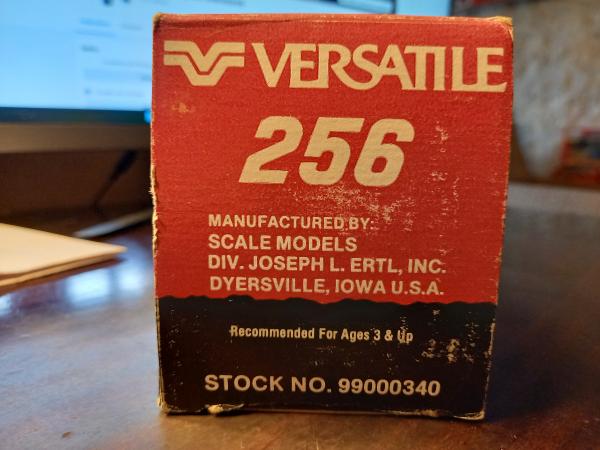 VERSATILE
256
MANUFACTURED BY:
SCALE MODELS
DIV. JOSEPH L. ERTL, INC.
DYERSVILLE, IOWA U.S.A.
Recommended For Ages 3 & Up
STOCK NO. 99000340